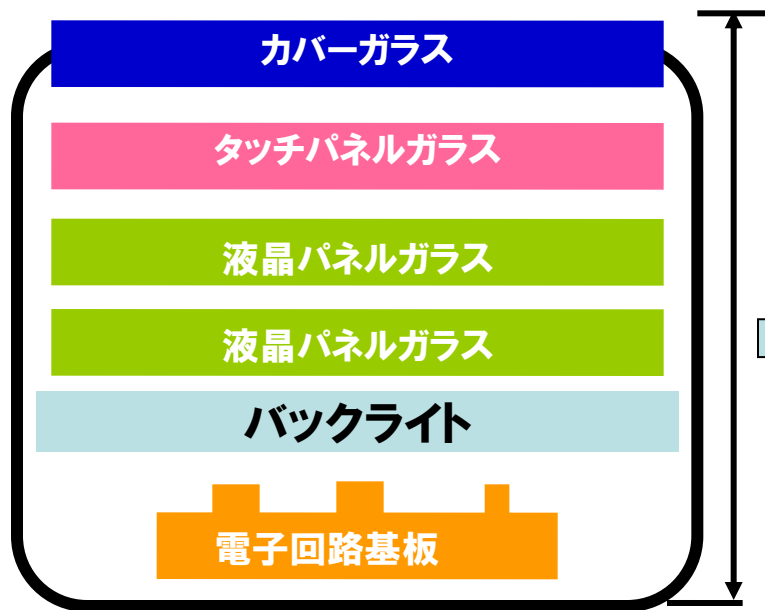 カバーガラス
タッチパネルガラス
液晶パネルガラス
液晶パネルガラス
バックライト
電子回路基板